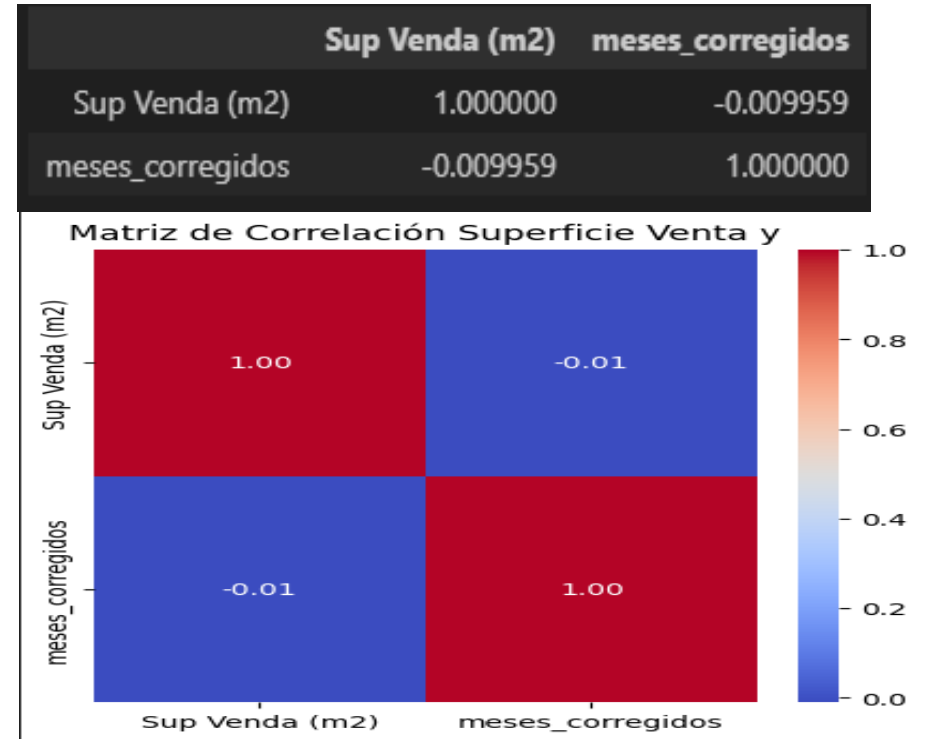 Sup Venda (m2) meses_corregidos
Sup Venda (m2) 1.000000 -0.009959
meses_corregidos -0.009959 1.000000
Matriz de Correlación Superficie Venta y
Sup Venda (m2)
1.00 -0.01
meses_corregidos
-0.01 1.00
Sup Venda (m2) meses_corregidos
1.0
0.8
0.6
0.4
0.2
0.0